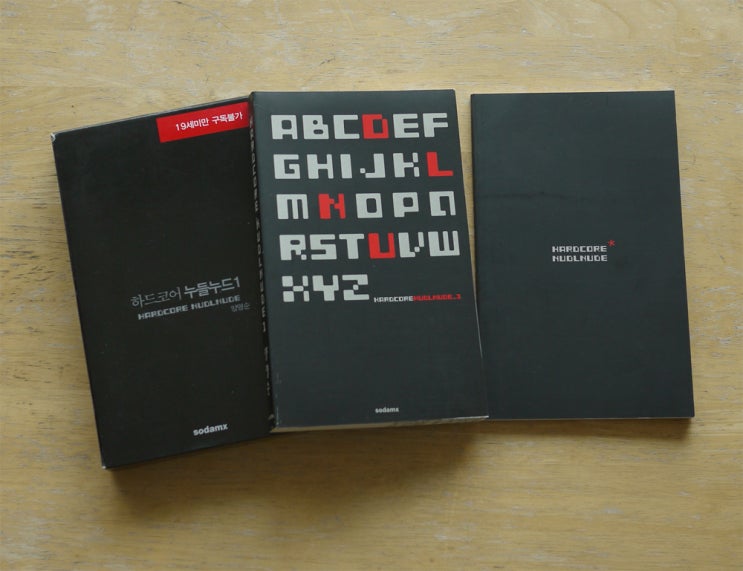 19세미만 구독불가
하드코어 누들누드1
HARDCORE NUDLNUDE
양영순
sodamx
ABCDEF
GHIJKL
MNOPQ
RSTUVW
XYZ
HARDCORENUDLNUDE_1
sodamx
HARDCORE*
NUDLNUDE